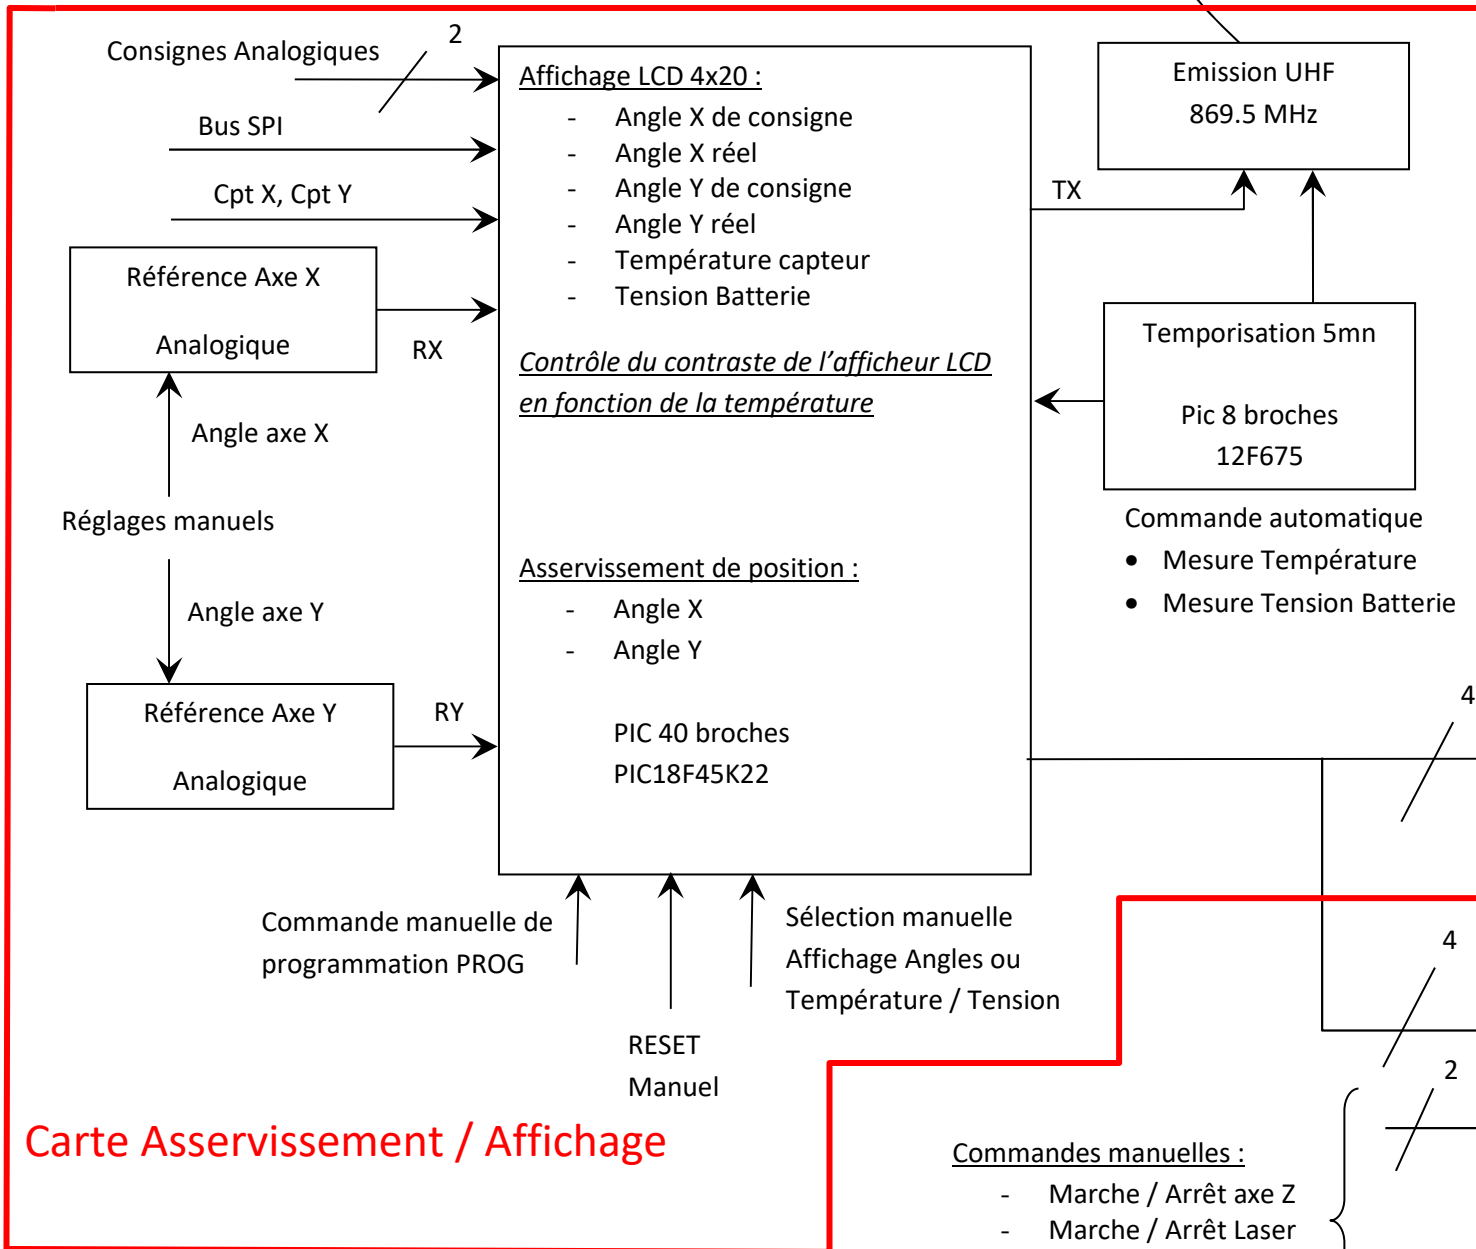 Consignes Analogiques
2
Bus SPI
Cpt X, Cpt Y
Référence Axe X
Analogique
RX
Angle axe X
Réglages manuels
Angle axe Y
Référence Axe Y
Analogique
RY
Affichage LCD 4x20 :
- Angle X de consigne
- Angle X réel
- Angle Y de consigne
- Angle Y réel
- Température capteur
- Tension Batterie
Contrôle du contraste de l’afficheur LCD
en fonction de la température
Asservissement de position :
- Angle X
- Angle Y
PIC 40 broches
PIC18F45K22
TX
Emission UHF
869.5 MHz
Temporisation 5mn
Pic 8 broches
12F675
Commande automatique
• Mesure Température
• Mesure Tension Batterie
4
4
2
Commande manuelle de
programmation PROG
RESET
Manuel
Sélection manuelle
Affichage Angles ou
Température / Tension
Carte Asservissement / Affichage
Commandes manuelles :
- Marche / Arrêt axe Z
- Marche / Arrêt Laser